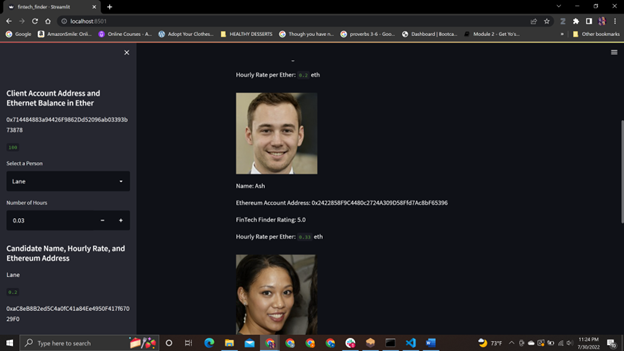 fintech_finder · Streamlit
localhost:8501
Google
AmazonSmile: Onli...
Online Courses - A...
Adopt Your Clothes...
HEALTHY DESSERTS
Though you have n...
proverbs 3-6 - Goo...
Dashboard | Bootca...
Module 2 - Get Yo's...
Other bookmarks
Client Account Address and
Ethernet Balance in Ether
0x714484883a94426F9862Dd52096ab03393b
73878
100
Select a Person
Lane
Number of Hours
0.03
Candidate Name, Hourly Rate, and
Ethereum Address
Lane
0.2
0xaC8eB8B2ed5C4a0fC41a84Ee4950F417f670
29F0
Hourly Rate per Ether: 0.2 eth
Name: Ash
Ethereum Account Address: 0x2422858F9C4480c2724A309D58Ffd7Ac8bF65396
FinTech Finder Rating: 5.0
Hourly Rate per Ether: 0.33 eth
Type here to search
73°F
11:24 PM
7/30/2022